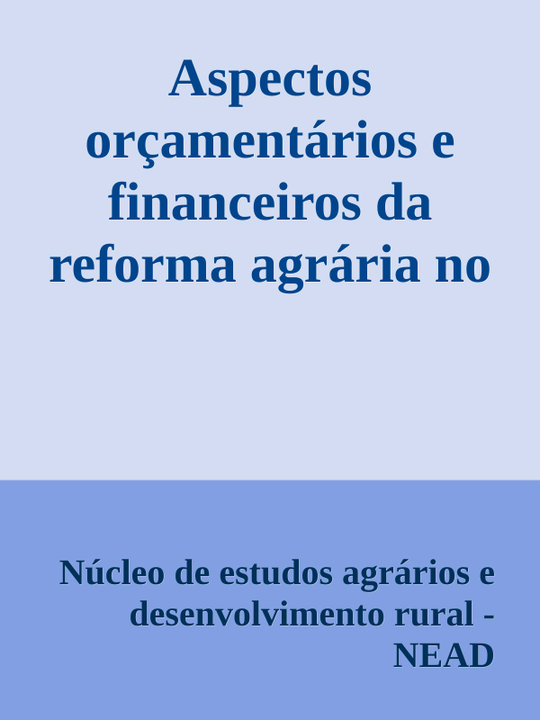 Aspectos
orçamentários e
financeiros da
reforma agrária no
Núcleo de estudos agrários e
desenvolvimento rural -
NEAD